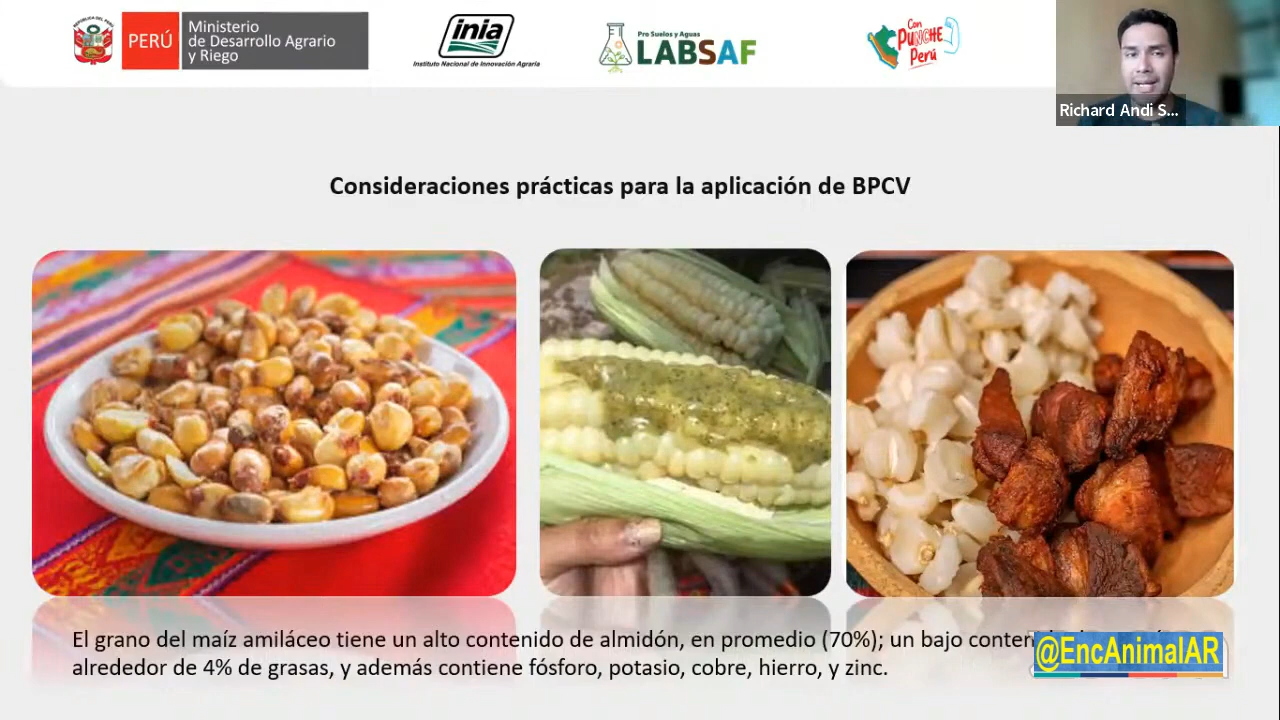 REPÚBLICA DEL PERÚ
PERÚ
Ministerio
de Desarrollo Agrario
y Riego
inia
Instituto Nacional de Innovación Agraria
Pro Suelos y Aguas
LABSAF
Con
PUNCHE
Perú
Richard Andi S...
Consideraciones prácticas para la aplicación de BPCV
El grano del maíz amiláceo tiene un alto contenido de almidón, en promedio (70%); un bajo
alrededor de 4% de grasas, y además contiene fósforo, potasio, cobre, hierro, y zinc.
@EncAnimalAR